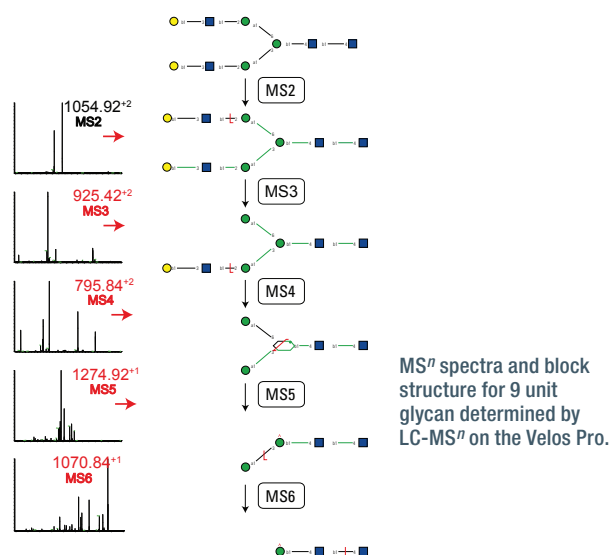 MS2
1054.92+2
MS2
MS3
925.42+2
MS3
MS4
795.84+2
MS4
MS5
1274.92+1
MS5
MS6
1070.84+1
MS6
MSn spectra and block
structure for 9 unit
glycan determined by
LC-MSn on the Velos Pro.